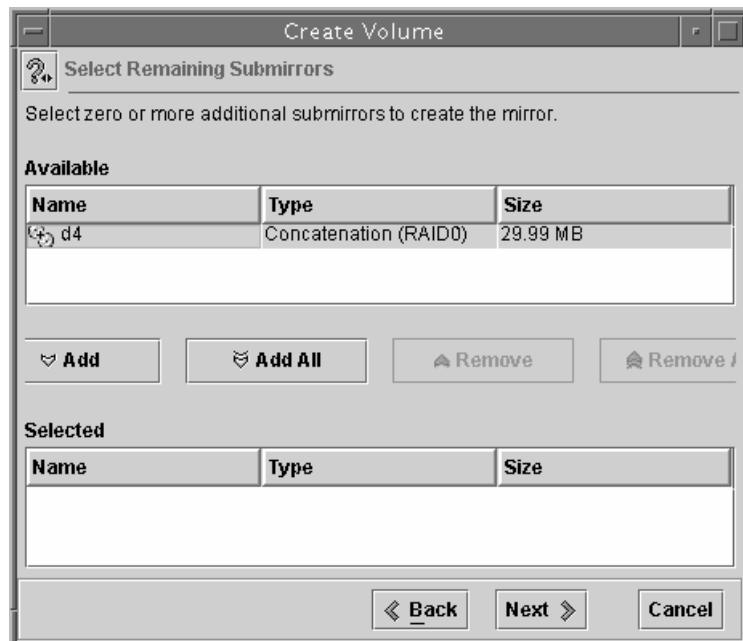 Create Volume
Select Remaining Submirrors
Select zero or more additional submirrors to create the mirror.
Available
Name Type Size
d4 Concatenation (RAID0) 29.99 MB
Add Add All Remove Remove
Selected
Name Type Size
Back Next Cancel